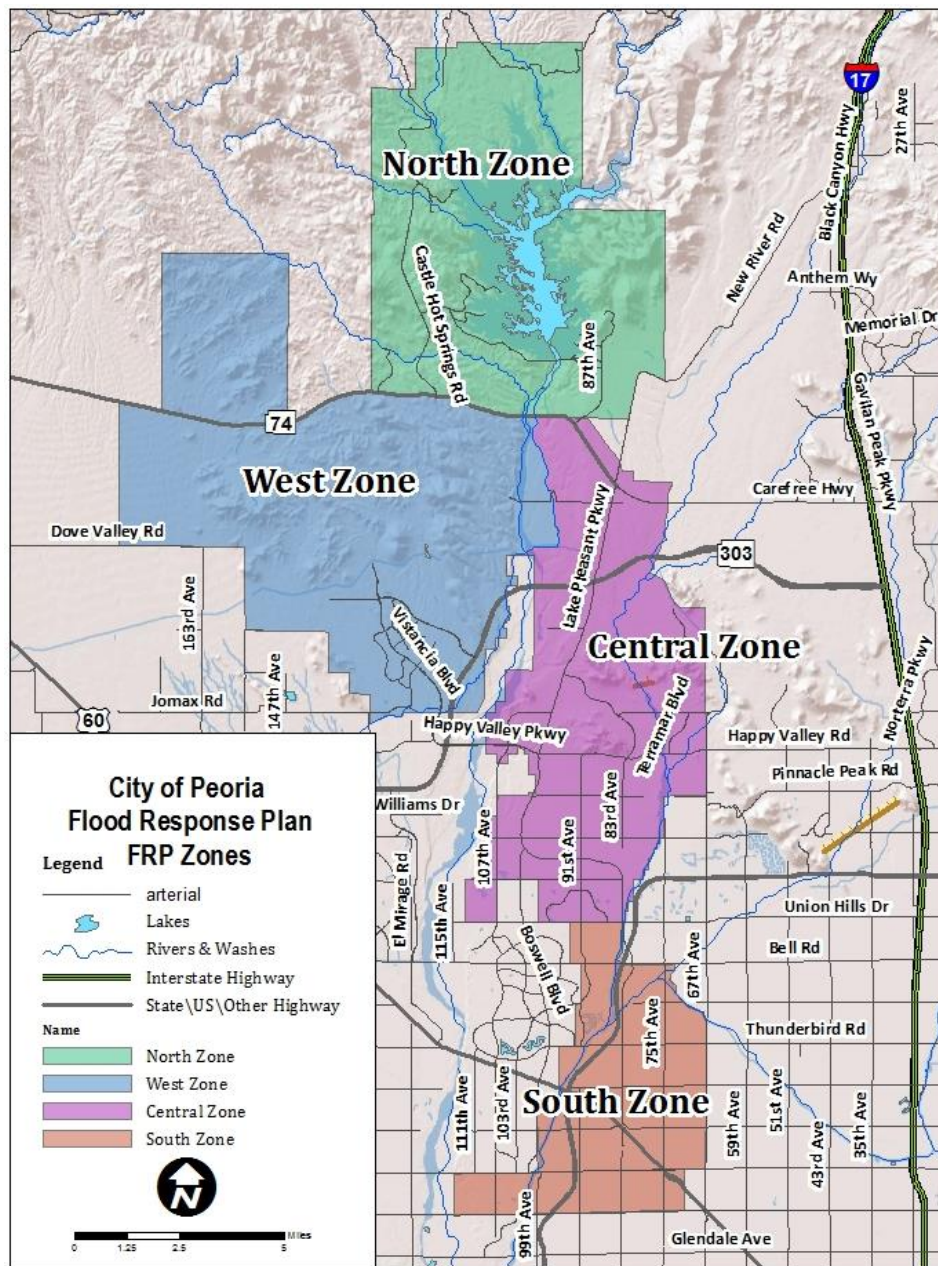 17
27th Ave
Black Canyon Hwy
North Zone
New River Rd
Castle Hot Springs Rd
Anthem Wy
Memorial Dr
87th Ave
Gavilan Peak Pkwy
74
West Zone
Carefree Hwy
Lake Pleasant Pkwy
Dove Valley Rd
303
163rd Ave
Vistancia Blvd
Central Zone
147th Ave
Jomax Rd
60
Terramar Blvd
Norterra Pkwy
Happy Valley Pkwy
Happy Valley Rd
Pinnacle Peak Rd
City of Peoria
Flood Response Plan
FRP Zones
Williams Dr
83rd Ave
107th Ave
91st Ave
El Mirage Rd
115th Ave
Union Hills Dr
Boswell Blvd
Bell Rd
67th Ave
75th Ave
Thunderbird Rd
South Zone
111th Ave
103rd Ave
59th Ave
51st Ave
43rd Ave
35th Ave
99th Ave
Glendale Ave
Legend
arterial
Lakes
Rivers & Washes
Interstate Highway
State\US\Other Highway
Name
North Zone
West Zone
Central Zone
South Zone
N
Miles
0 1.25 2.5 5